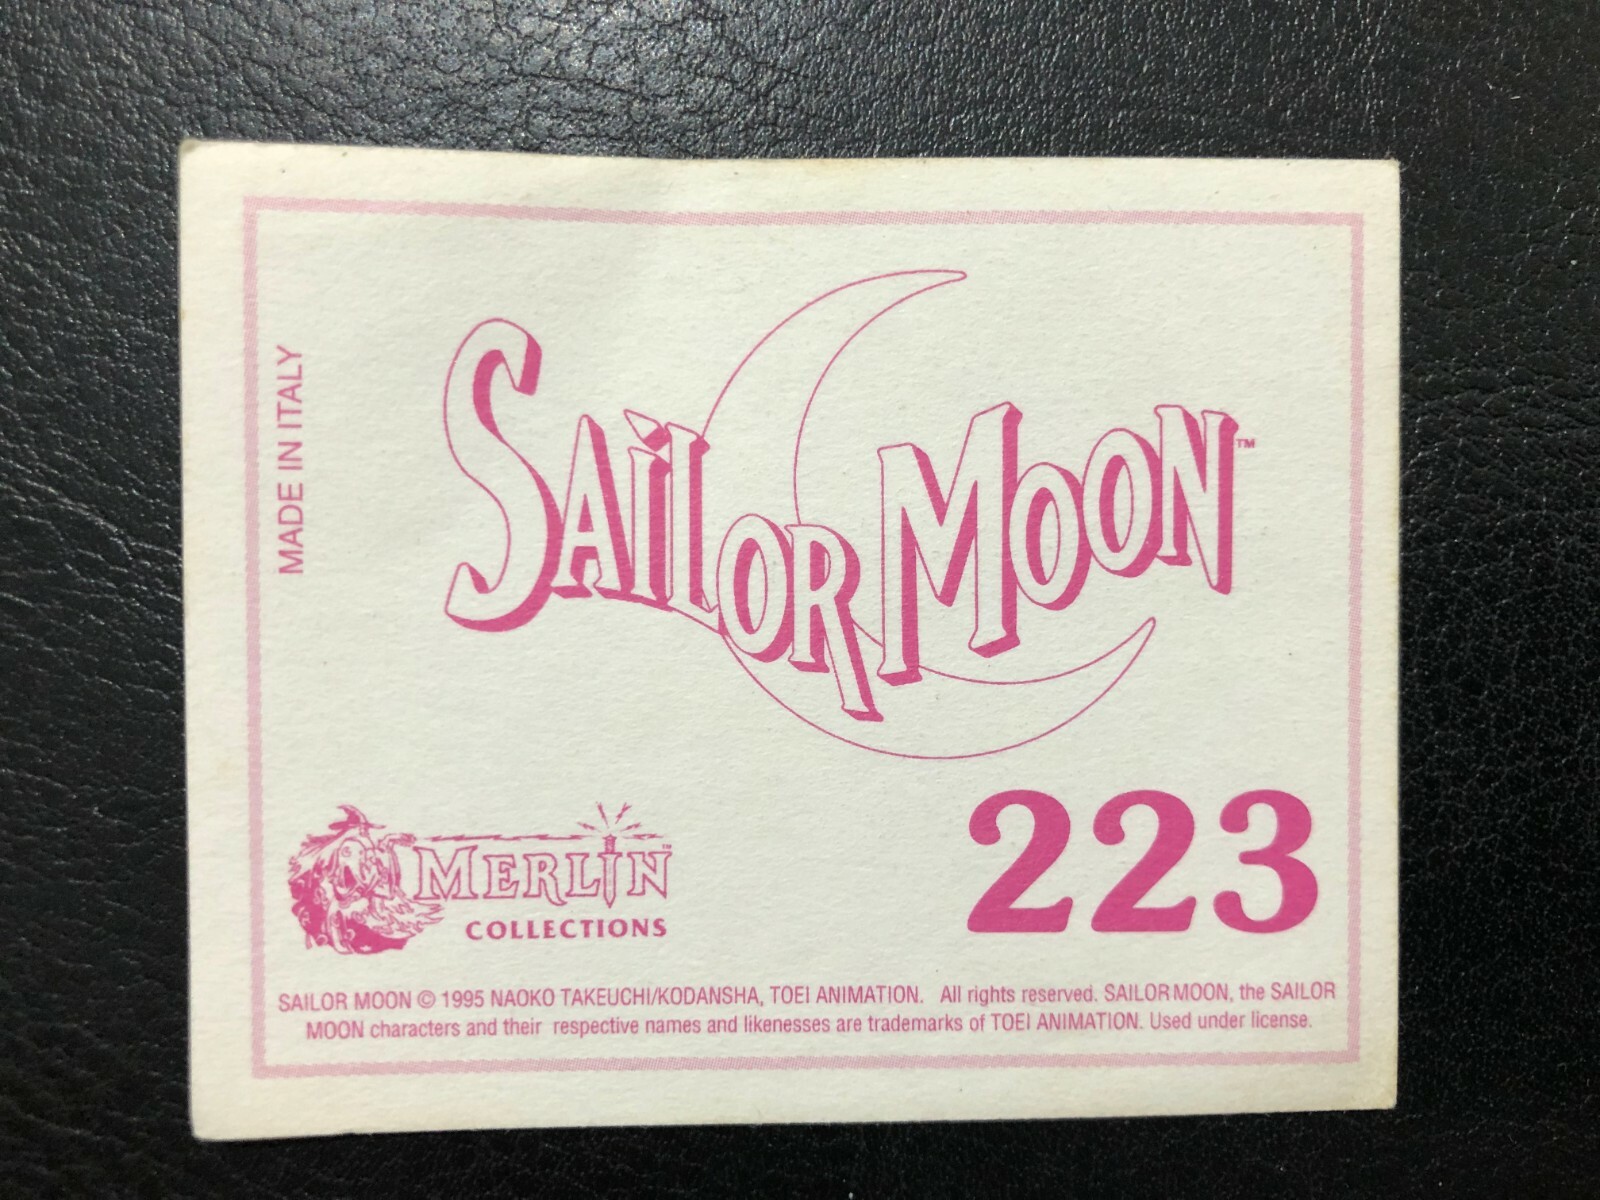 MADE IN ITALY
SAILOR MOON™
MERLIN™
COLLECTIONS
223
SAILOR MOON © 1995 NAOKO TAKEUCHI/KODANSHA, TOEI ANIMATION. All rights reserved. SAILOR MOON, the SAILOR
MOON characters and their respective names and likenesses are trademarks of TOEI ANIMATION. Used under license.